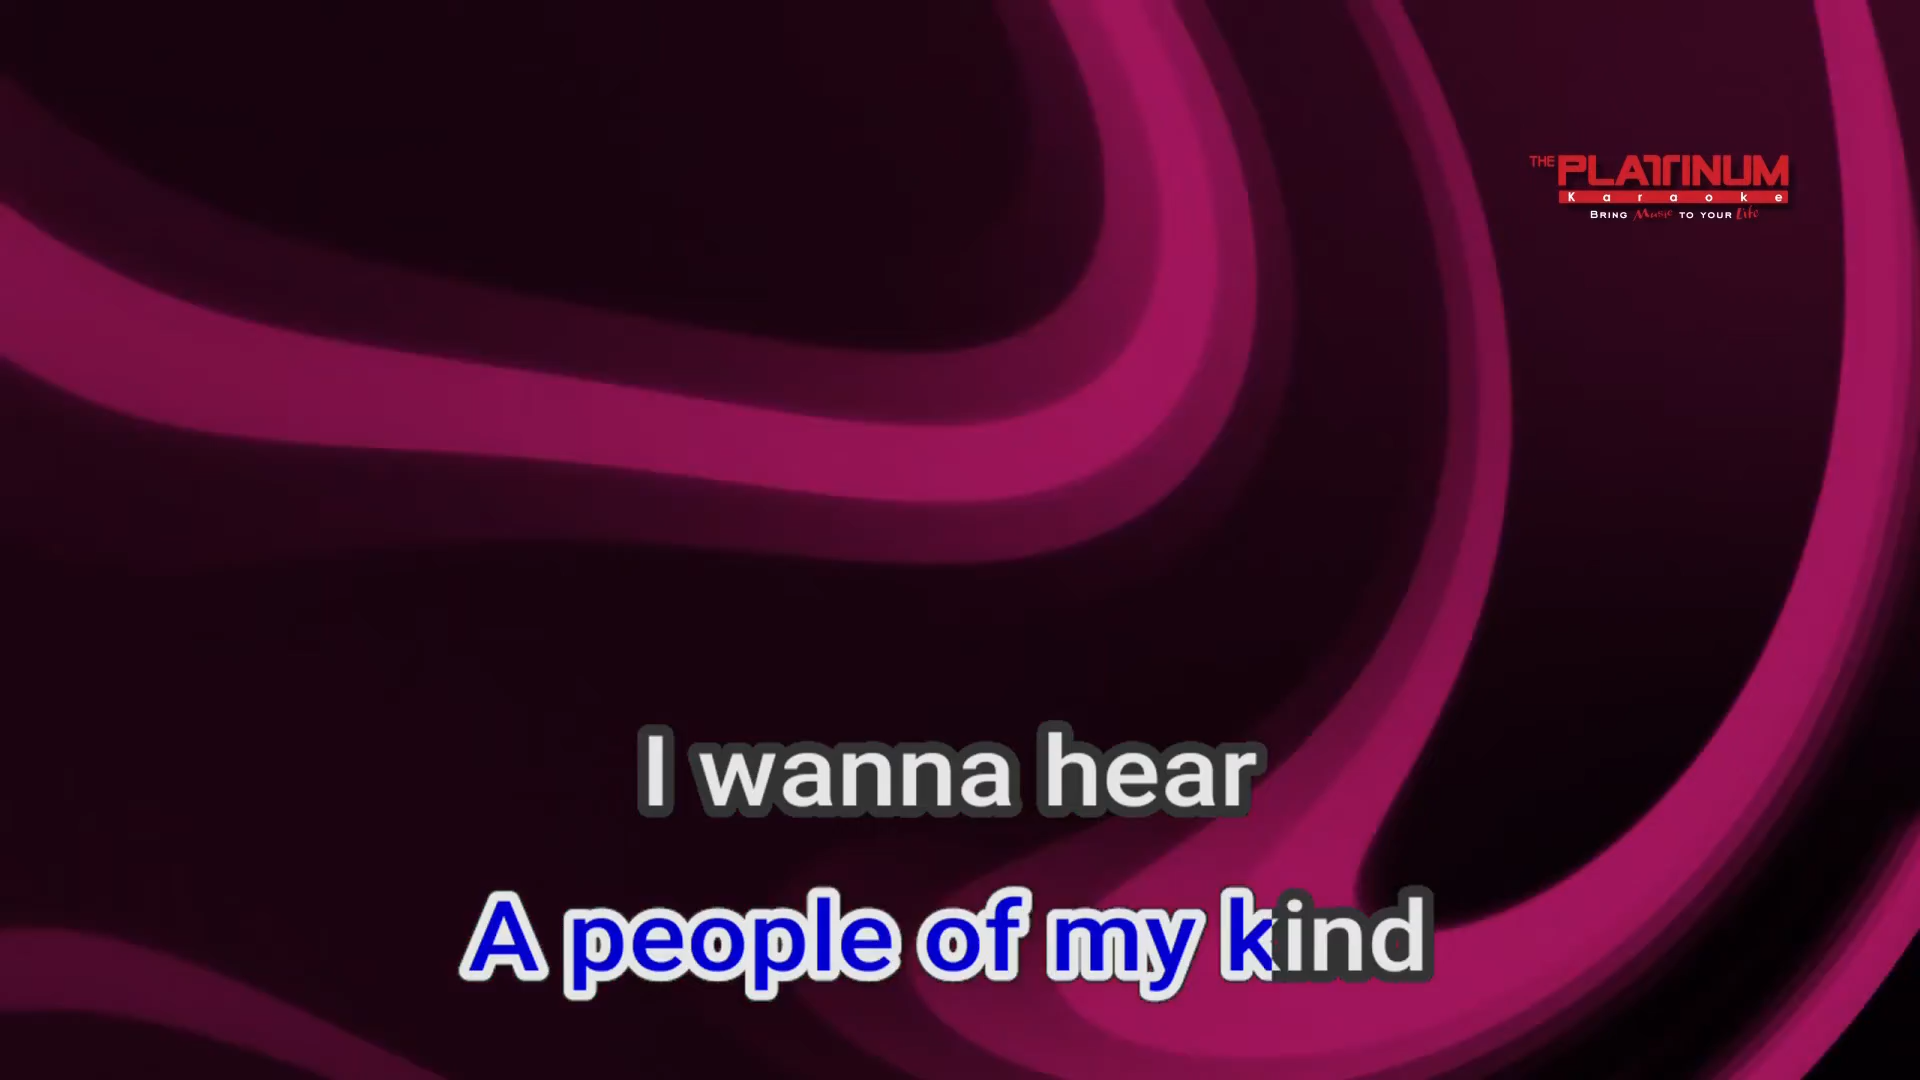 THE PLATINUM
Karaoke
BRING Music TO YOUR Life
I wanna hear
A people of my kind